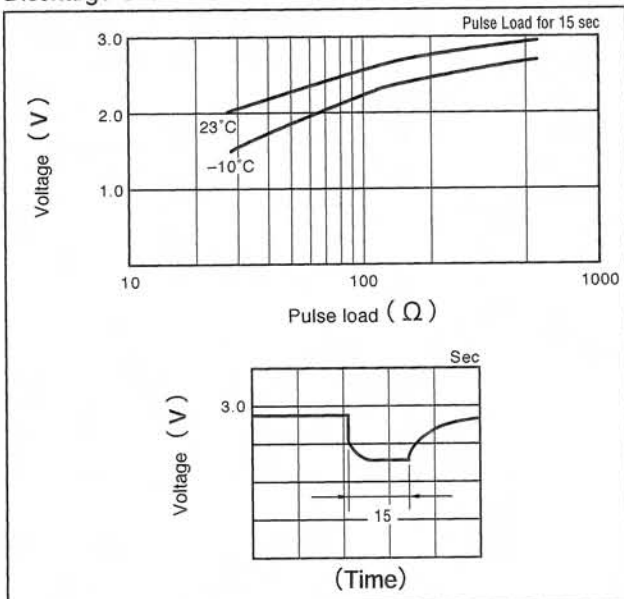 Pulse Load for 15 sec
3.0
2.0
1.0
Voltage (V)
23°C
–10°C
10 100 1000
Pulse load (Ω)
Sec
3.0
Voltage (V)
15
(Time)